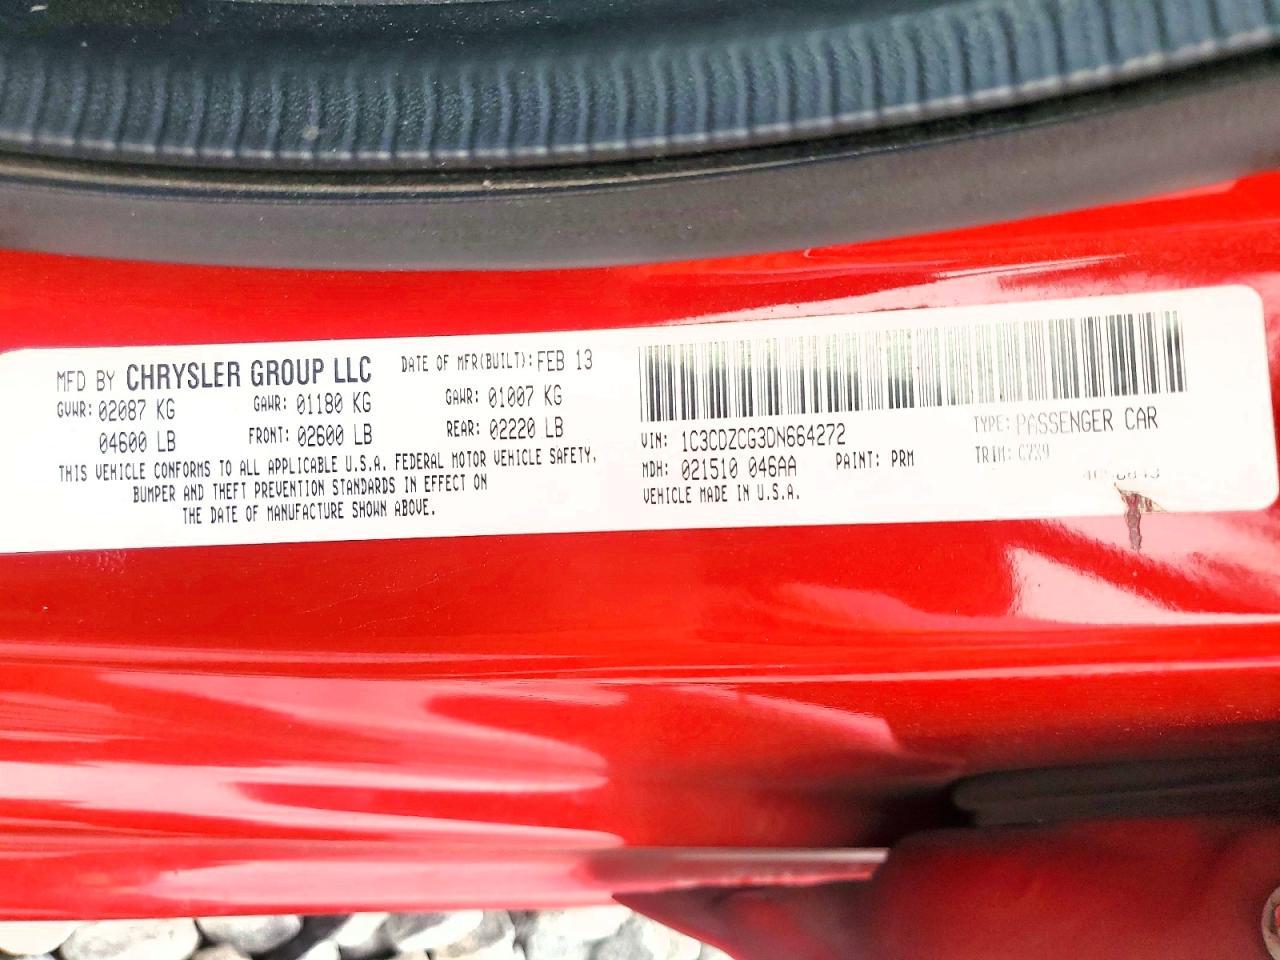 MFD BY CHRYSLER GROUP LLC DATE OF MFR(BUILT): FEB 13
GVWR: 02087 KG GAWR: 01180 KG GAWR: 01007 KG
04600 LB FRONT: 02600 LB REAR: 02220 LB
THIS VEHICLE CONFORMS TO ALL APPLICABLE U.S.A. FEDERAL MOTOR VEHICLE SAFETY,
BUMPER AND THEFT PREVENTION STANDARDS IN EFFECT ON
THE DATE OF MANUFACTURE SHOWN ABOVE.
VIN: 1C3CDZCG3DN664272 TYPE: PASSENGER CAR
MDH: 021510 046AA PAINT: PRM TRIM:
VEHICLE MADE IN U.S.A.